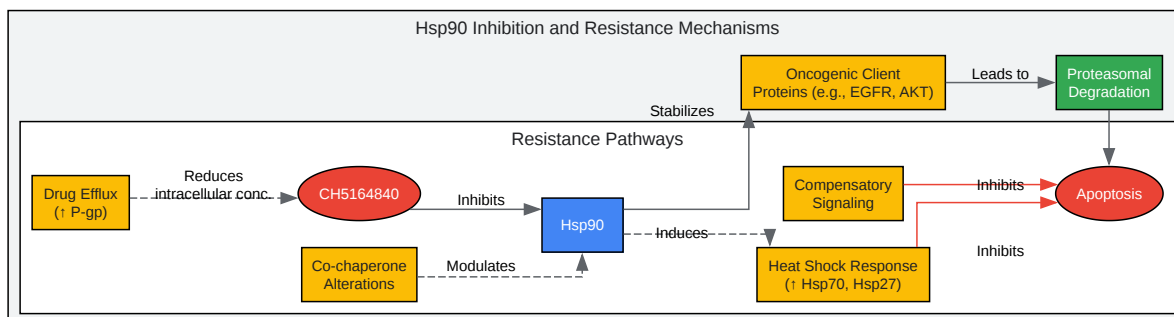 Hsp90 Inhibition and Resistance Mechanisms
Oncogenic Client
Proteins (e.g., EGFR, AKT)
Leads to
Proteasomal
Degradation
Stabilizes
Resistance Pathways
Drug Efflux
(↑ P-gp)
Reduces
intracellular conc.
CH5164840
Inhibits
Hsp90
Compensatory
Signaling
Inhibits
Apoptosis
Co-chaperone
Alterations
Modulates
Induces
Heat Shock Response
(↑ Hsp70, Hsp27)
Inhibits